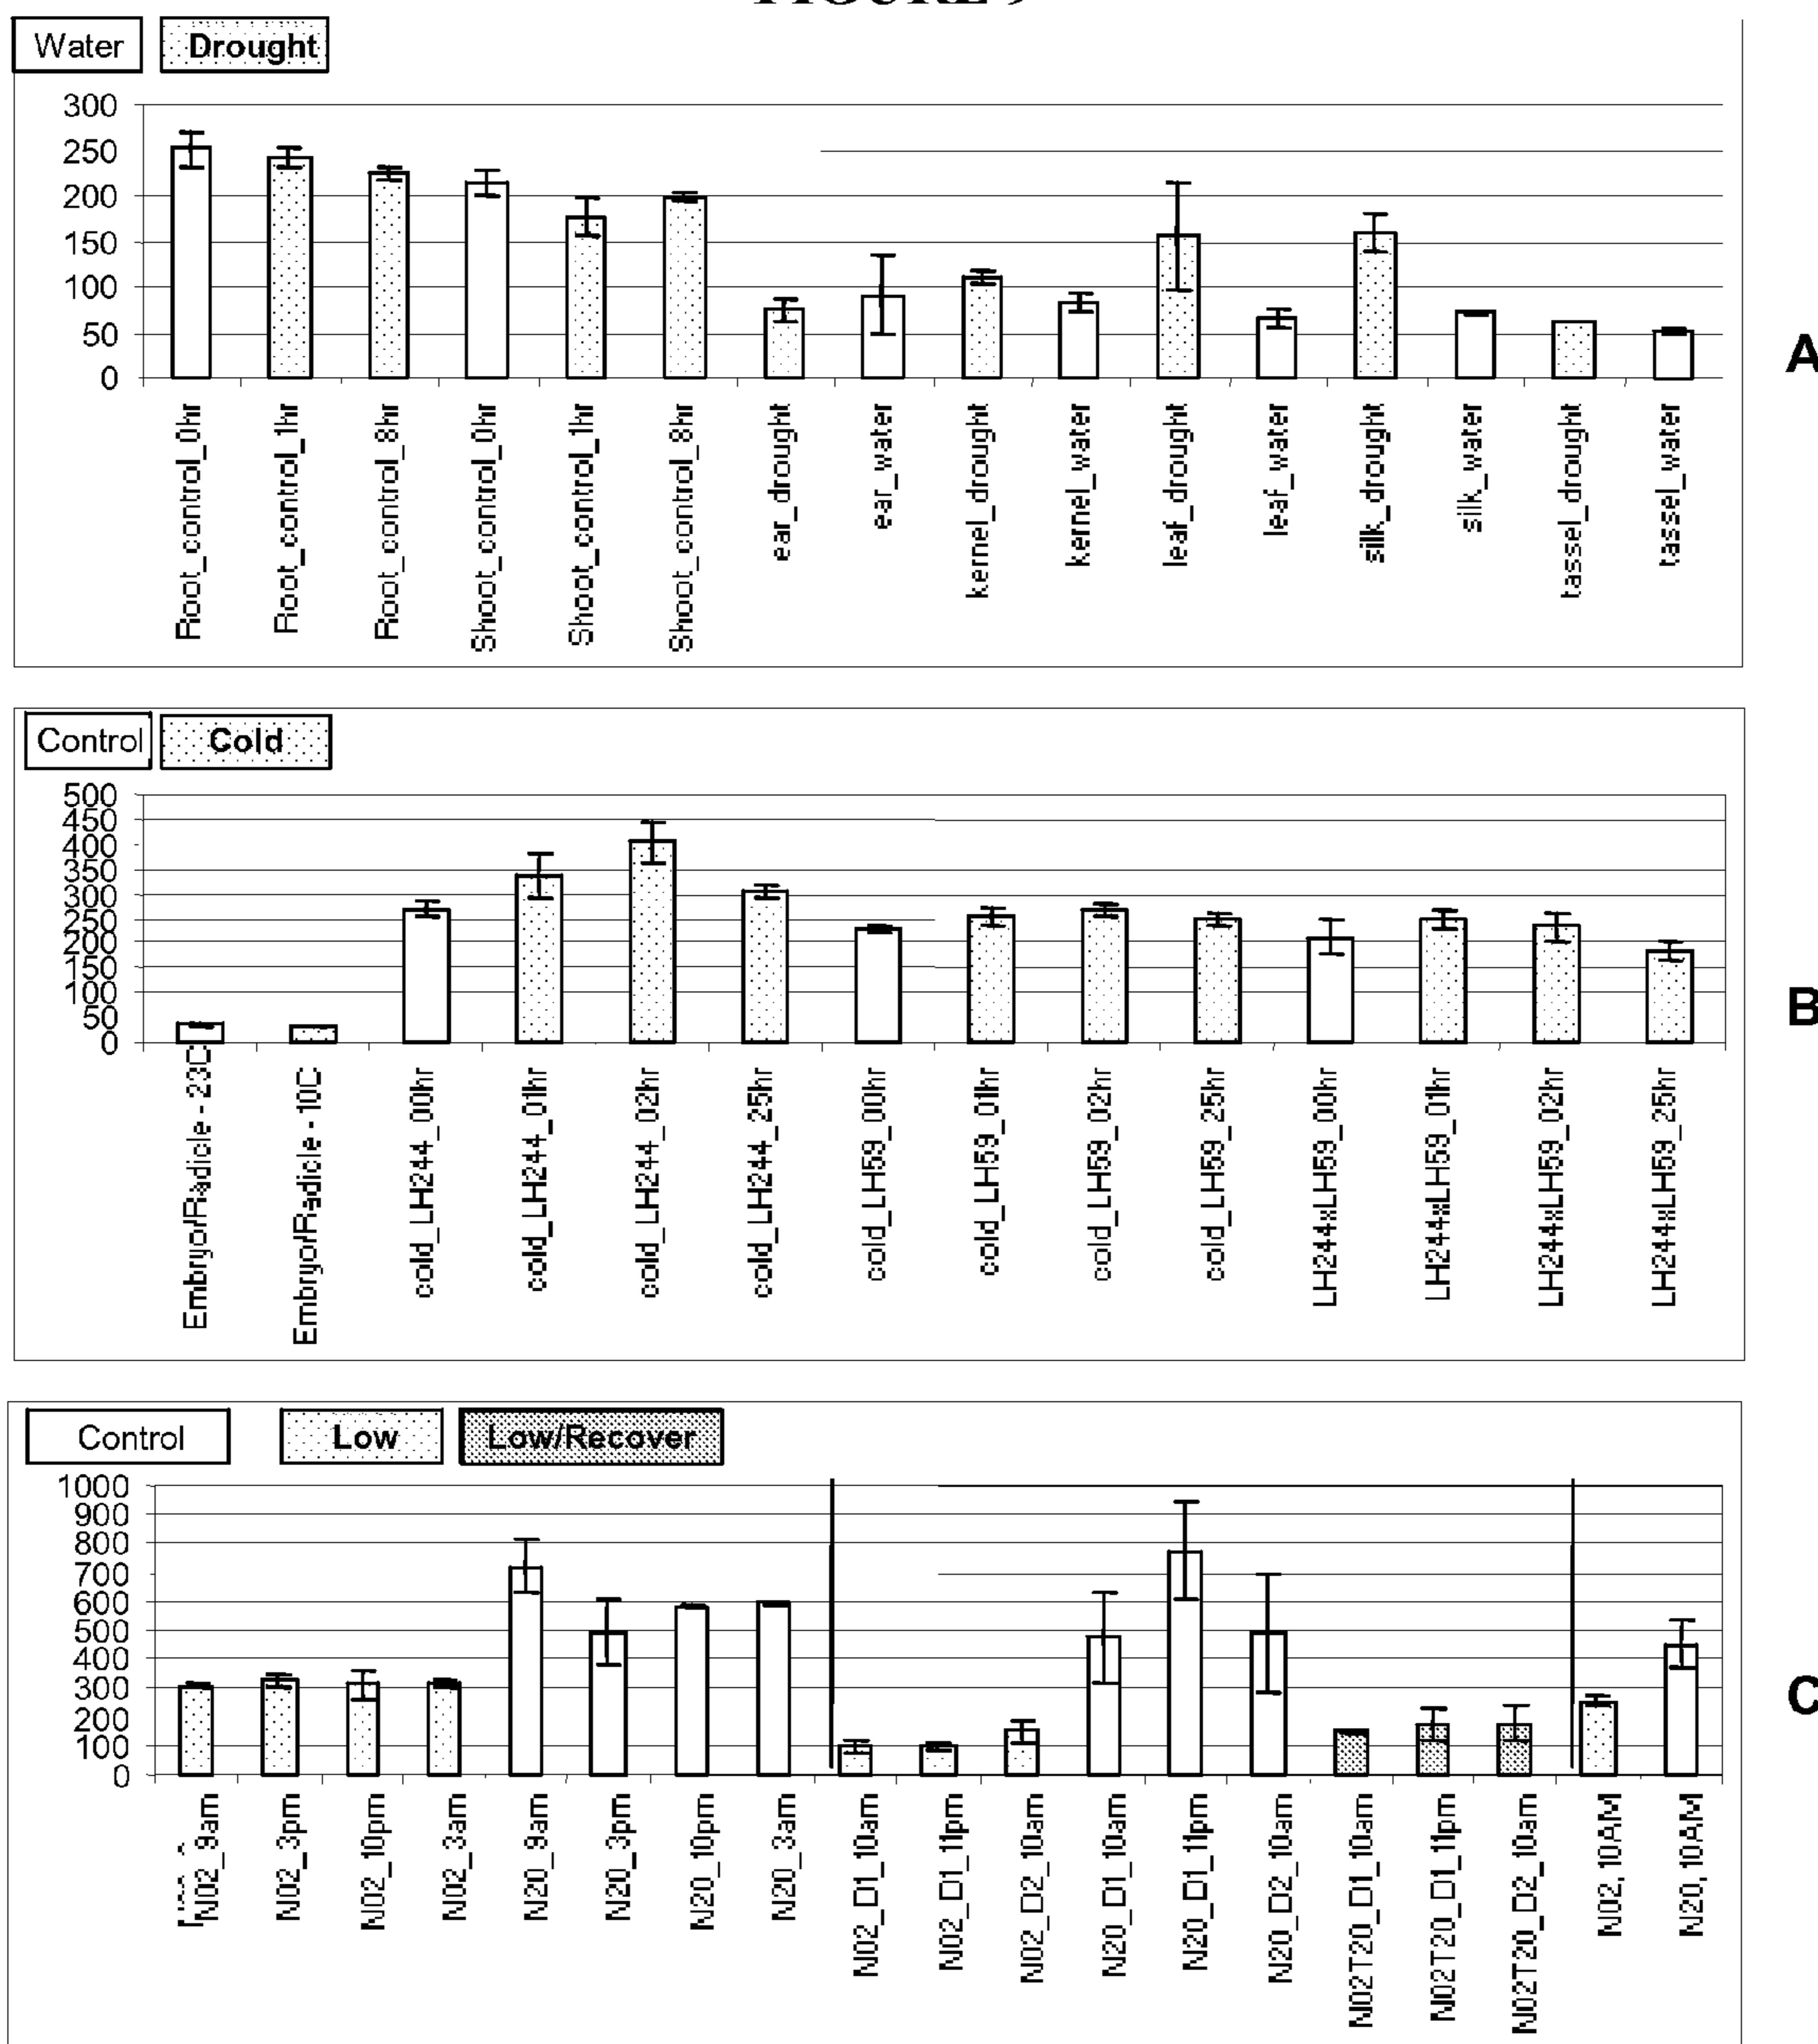 Water Drought
300
250
200
150
100
50
0
Root_control_0hr
Root_control_1hr
Root_control_8hr
Shoot_control_0hr
Shoot_control_1hr
Shoot_control_8hr
ear_drought
ear_water
kernel_drought
kernel_water
leaf_drought
leaf_water
silk_drought
silk_water
tassel_drought
tassel_water
A
Control Cold
500
450
400
350
300
250
200
150
100
50
0
Embryo/Radicle - 23C
Embryo/Radicle - 10C
cold_LH244_00hr
cold_LH244_01hr
cold_LH244_02hr
cold_LH244_25hr
cold_LH59_00hr
cold_LH59_01hr
cold_LH59_02hr
cold_LH59_25hr
LH244xLH59_00hr
LH244xLH59_01hr
LH244xLH59_02hr
LH244xLH59_25hr
B
Control Low Low/Recover
1000
900
800
700
600
500
400
300
200
100
0
N02_9am
N02_3pm
N02_10pm
N02_3am
N20_9am
N20_3pm
N20_10pm
N20_3am
N02_D1_10am
N02_D1_11pm
N02_D2_10am
N20_D1_10am
N20_D1_11pm
N20_D2_10am
N02T20_D1_10am
N02T20_D1_11pm
N02T20_D2_10am
N02, 10AM
N20, 10AM
C